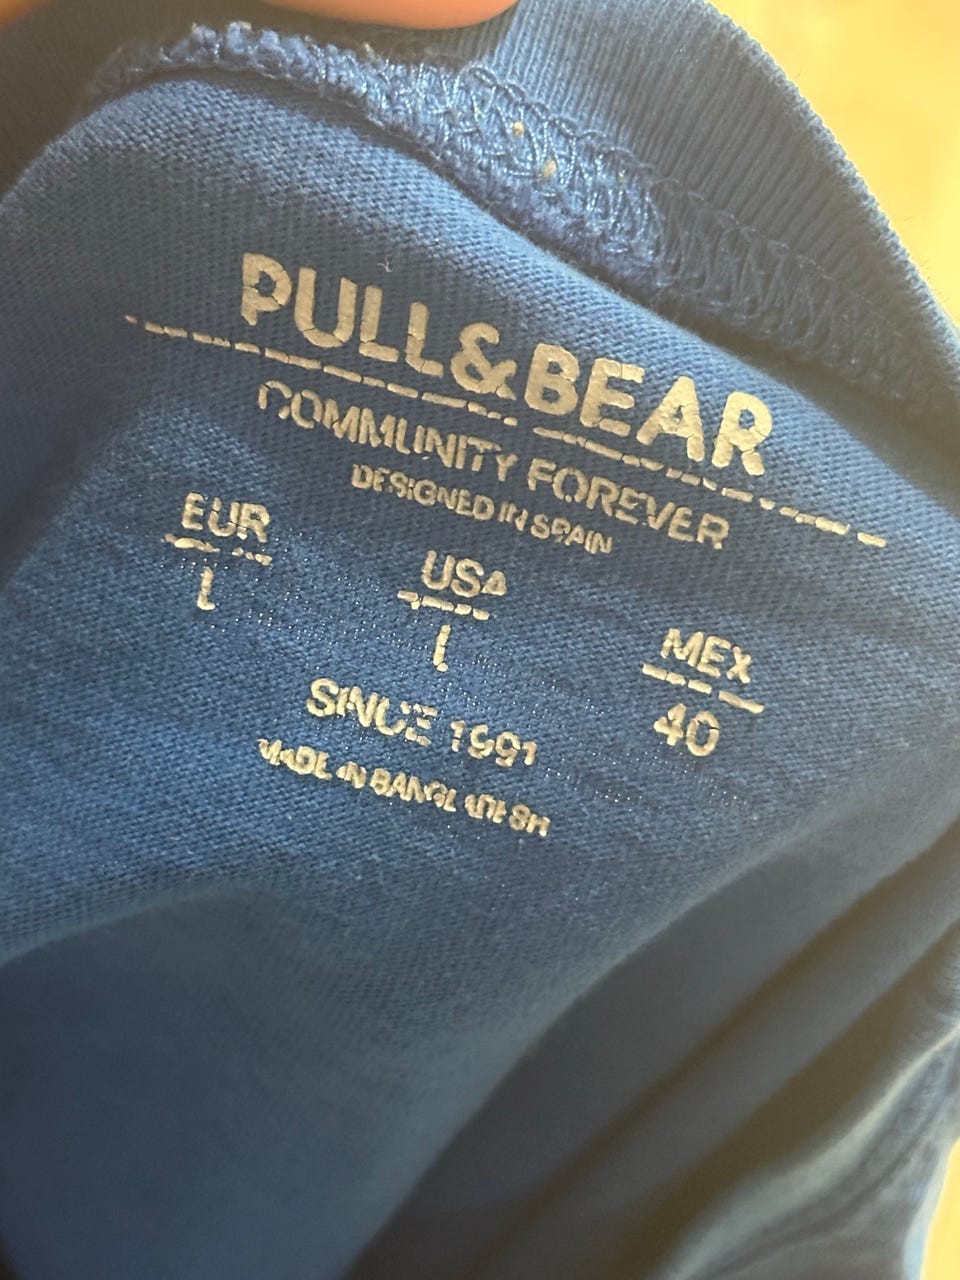 PULL&BEAR
COMMUNITY FOREVER
DESIGNED IN SPAIN
EUR USA MEX
L L 40
SINCE 1991
MADE IN BANGLADESH